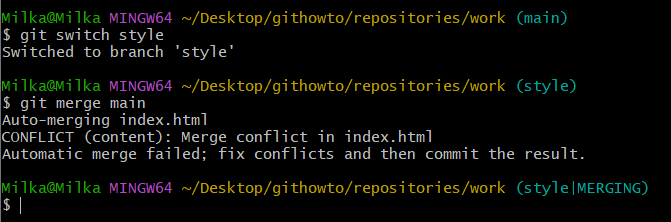 Milka@Milka MINGW64 ~/Desktop/githowto/repositories/work (main)
$ git switch style
Switched to branch 'style'
Milka@Milka MINGW64 ~/Desktop/githowto/repositories/work (style)
$ git merge main
Auto-merging index.html
CONFLICT (content): Merge conflict in index.html
Automatic merge failed; fix conflicts and then commit the result.
Milka@Milka MINGW64 ~/Desktop/githowto/repositories/work (style|MERGING)
$